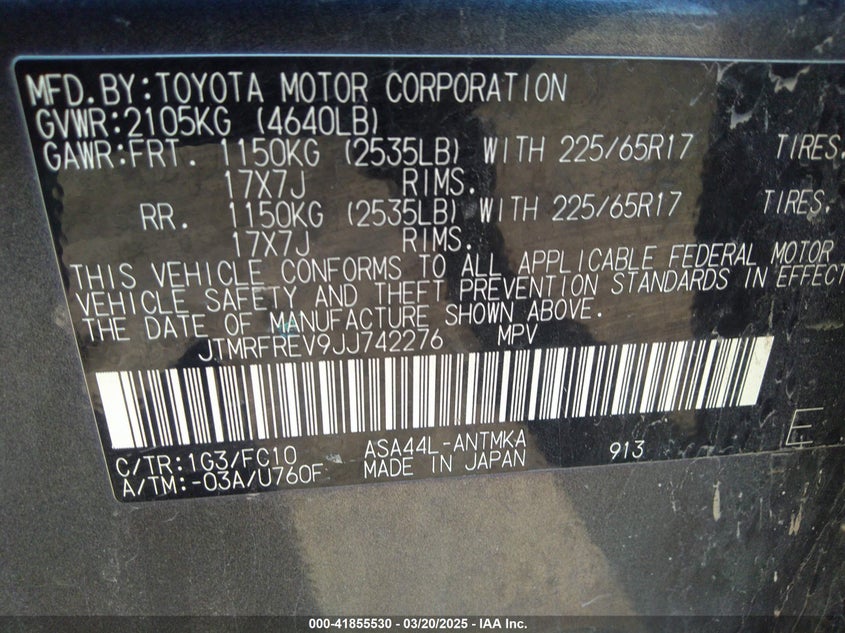 MFD.BY:TOYOTA MOTOR CORPORATION
GVWR:2105KG (4640LB)
GAWR:FRT. 1150KG (2535LB) WITH 225/65R17 TIRES.
17X7J RIMS.
RR. 1150KG (2535LB) WITH 225/65R17 TIRES.
17X7J RIMS.
THIS VEHICLE CONFORMS TO ALL APPLICABLE FEDERAL MOTOR
VEHICLE SAFETY AND THEFT PREVENTION STANDARDS IN EFFECT
THE DATE OF MANUFACTURE SHOWN ABOVE.
JTMRFREV9JJ742276 MPV
C/TR:1G3/FC10 ASA44L-ANTMKA 913 E.
A/TM:-03A/U760F MADE IN JAPAN
000-41855530 - 03/20/2025 - IAA Inc.